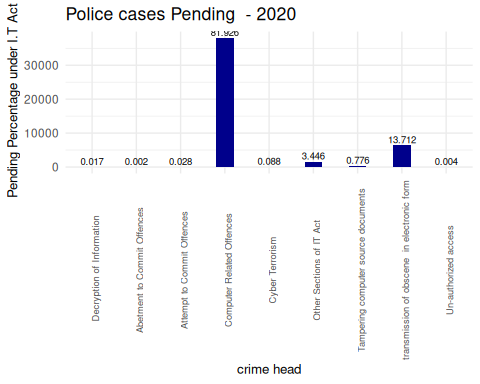 Police cases Pending  - 2020
Pending Percentage under I.T Act
30000
20000
10000
0
0.017
0.002
0.028
81.926
0.088
3.446
0.776
13.712
0.004
Decryption of Information
Abetment to Commit Offences
Attempt to Commit Offences
Computer Related Offences
Cyber Terrorism
Other Sections of IT Act
Tampering computer source documents
transmission of obscene  in electronic form
Un-authorized access
crime head